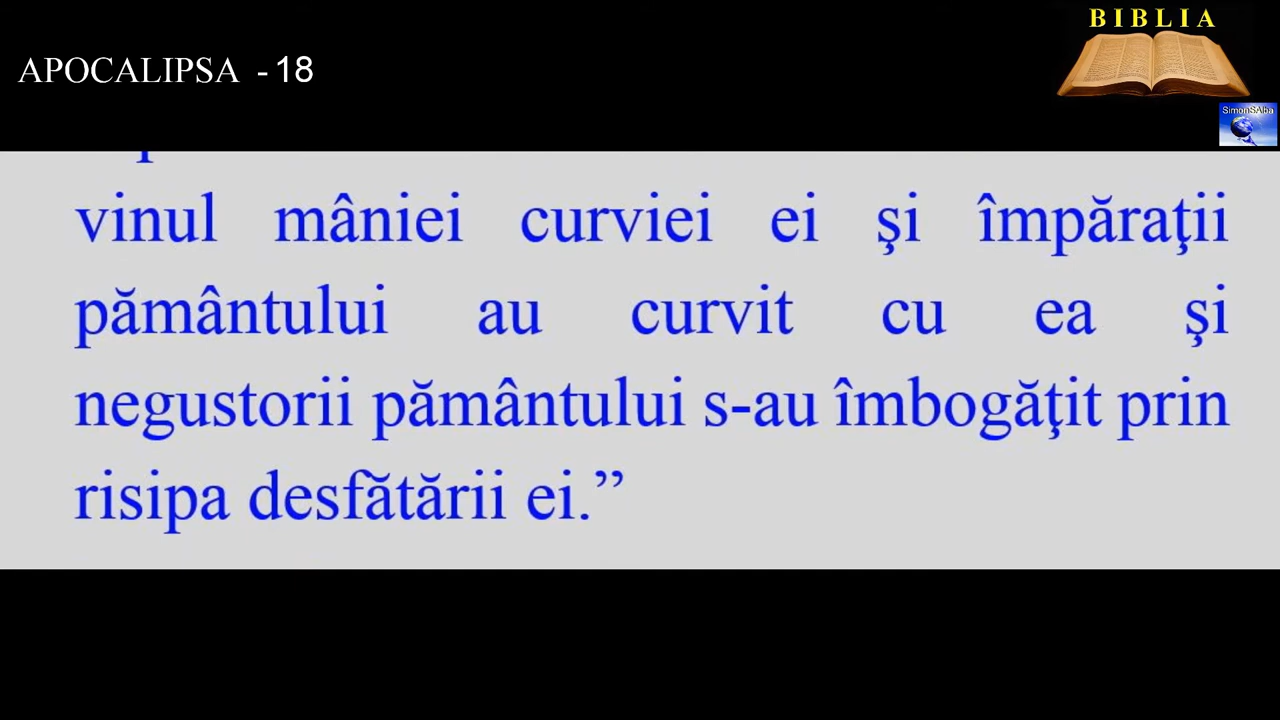 BIBLIA
APOCALIPSA - 18
SimonSAlba
vinul mâniei curviei ei şi împăraţii
pământului au curvit cu ea şi
negustorii pământului s-au îmbogăţit prin
risipa desfătării ei.”